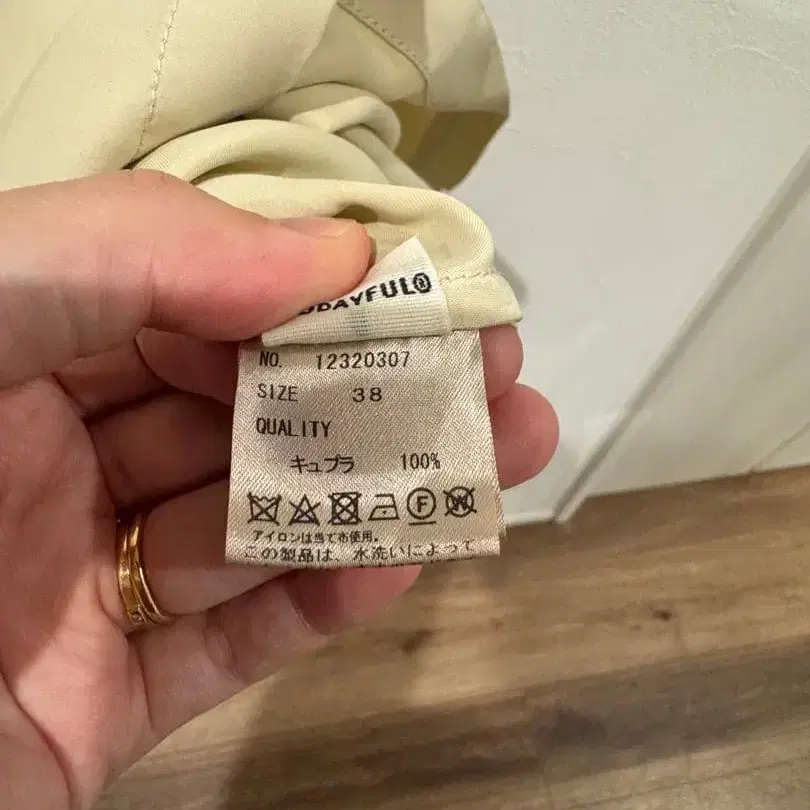 DAYFUL®
NO. 12320307
SIZE 38
QUALITY
キュプラ 100%
F W
アイロンは当て布使用。
この製品は、水洗いによって